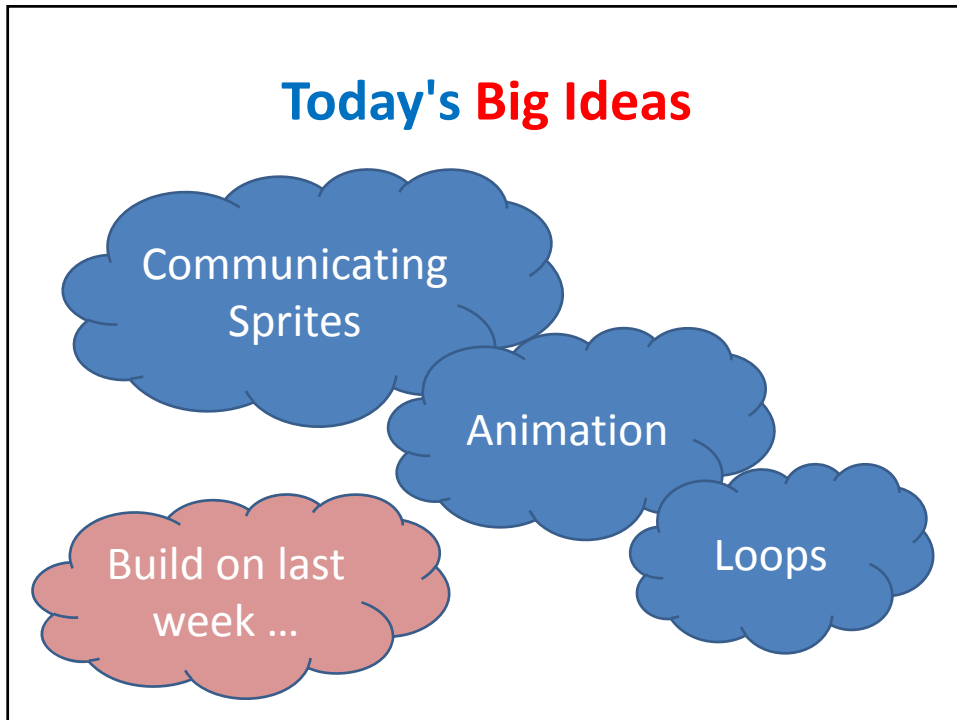 Today's Big Ideas
Communicating
Sprites
Animation
Loops
Build on last
week …